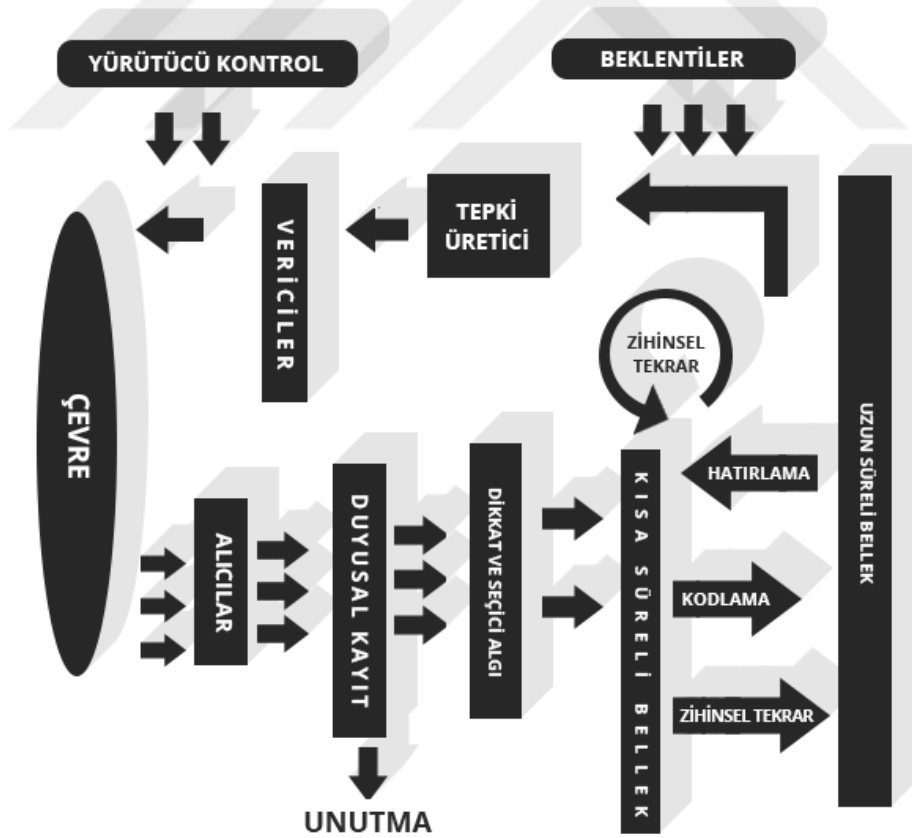 YÜRÜTÜCÜ KONTROL
BEKLENTİLER
VERİCİLER
TEPKİ
ÜRETİCİ
ZİHİNSEL
TEKRAR
ÇEVRE
ALICILAR
DUYUSAL KAYIT
DİKKAT VE SEÇİCİ ALGI
KISA SÜRELİ BELLEK
HATIRLAMA
KODLAMA
ZİHİNSEL TEKRAR
UZUN SÜRELİ BELLEK
UNUTMA